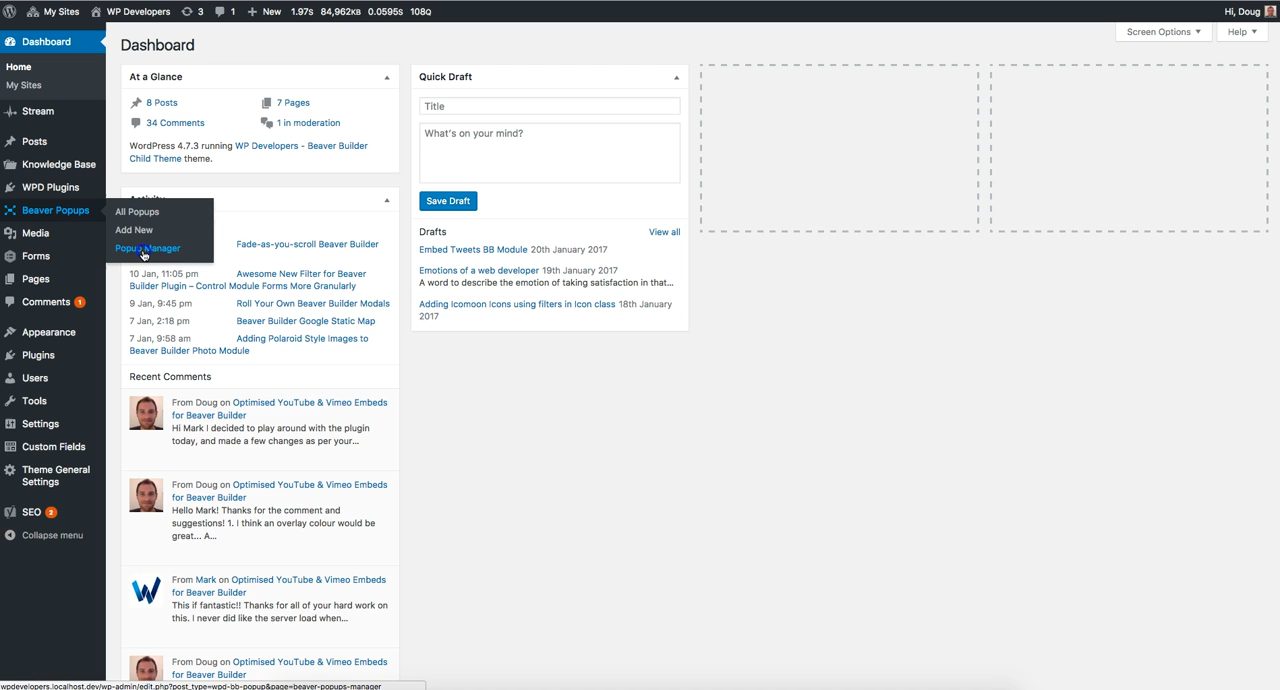 My Sites WP Developers 3 1 New 1.97s 84,962KB 0.0595s 108Q Hi, Doug
Dashboard
Home
My Sites
Stream
Posts
Knowledge Base
WPD Plugins
Beaver Popups
Media
Forms
Pages
Comments 1
Appearance
Plugins
Users
Tools
Settings
Custom Fields
Theme General
Settings
SEO 2
Collapse menu
All Popups
Add New
Popup Manager
Screen Options ▼ Help ▼
Dashboard
At a Glance
8 Posts 7 Pages
34 Comments 1 in moderation
WordPress 4.7.3 running WP Developers - Beaver Builder
Child Theme theme.
Activity
Fade-as-you-scroll Beaver Builder
10 Jan, 11:05 pm Awesome New Filter for Beaver
Builder Plugin – Control Module Forms More Granularly
9 Jan, 9:45 pm Roll Your Own Beaver Builder Modals
7 Jan, 2:18 pm Beaver Builder Google Static Map
7 Jan, 9:58 am Adding Polaroid Style Images to
Beaver Builder Photo Module
Recent Comments
From Doug on Optimised YouTube & Vimeo Embeds
for Beaver Builder
Hi Mark I decided to play around with the plugin
today, and made a few changes as per your...
From Doug on Optimised YouTube & Vimeo Embeds
for Beaver Builder
Hello Mark! Thanks for the comment and
suggestions! 1. I think an overlay colour would be
great... A...
From Mark on Optimised YouTube & Vimeo Embeds
for Beaver Builder
This if fantastic!! Thanks for all of your hard work on
this. I never did like the server load when...
From Doug on Optimised YouTube & Vimeo Embeds
for Beaver Builder
Quick Draft
Title
What's on your mind?
Save Draft
Drafts View all
Embed Tweets BB Module 20th January 2017
Emotions of a web developer 19th January 2017
A word to describe the emotion of taking satisfaction in that...
Adding Icomoon Icons using filters in Icon class 18th January
2017
wpdevelopers.localhost.dev/wp-admin/edit.php?post_type=wpd-bb-popup&page=beaver-popups-manager